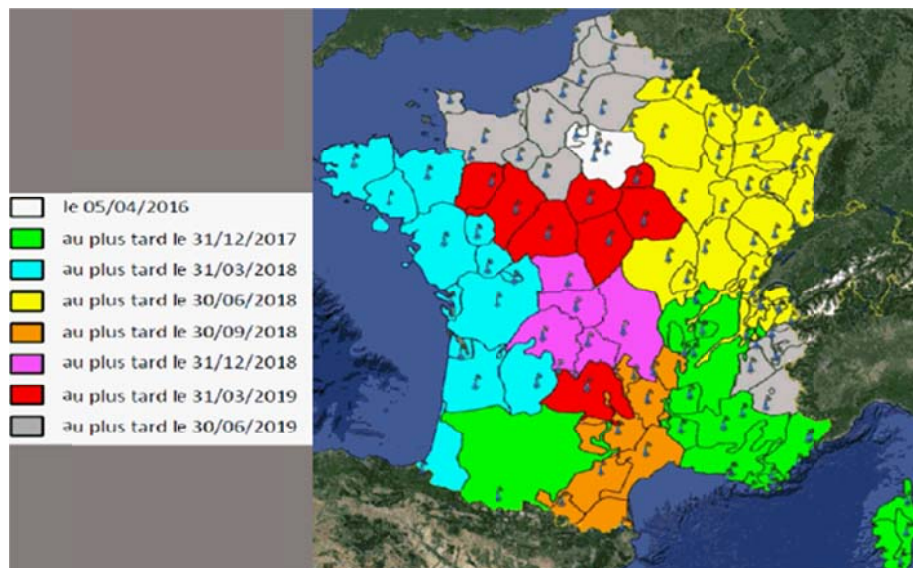 le 05/04/2016
au plus tard le 31/12/2017
au plus tard le 31/03/2018
au plus tard le 30/06/2018
au plus tard le 30/09/2018
au plus tard le 31/12/2018
au plus tard le 31/03/2019
au plus tard le 30/06/2019